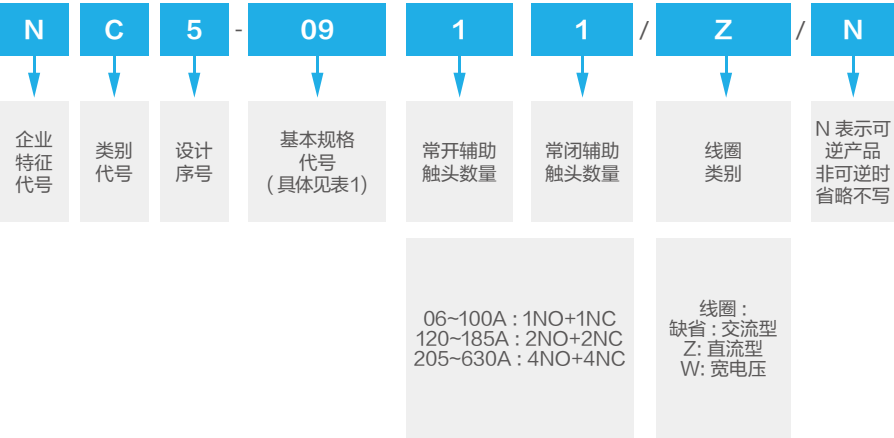 N C 5 - 09 1 1 / Z / N
企业
特征
代号
类别
代号
设计
序号
基本规格
代号
(具体见表1)
常开辅助
触头数量
常闭辅助
触头数量
线圈
类别
N 表示可
逆产品
非可逆时
省略不写
06~100A : 1NO+1NC
120~185A : 2NO+2NC
205~630A : 4NO+4NC
线圈 :
缺省 : 交流型
Z: 直流型
W: 宽电压